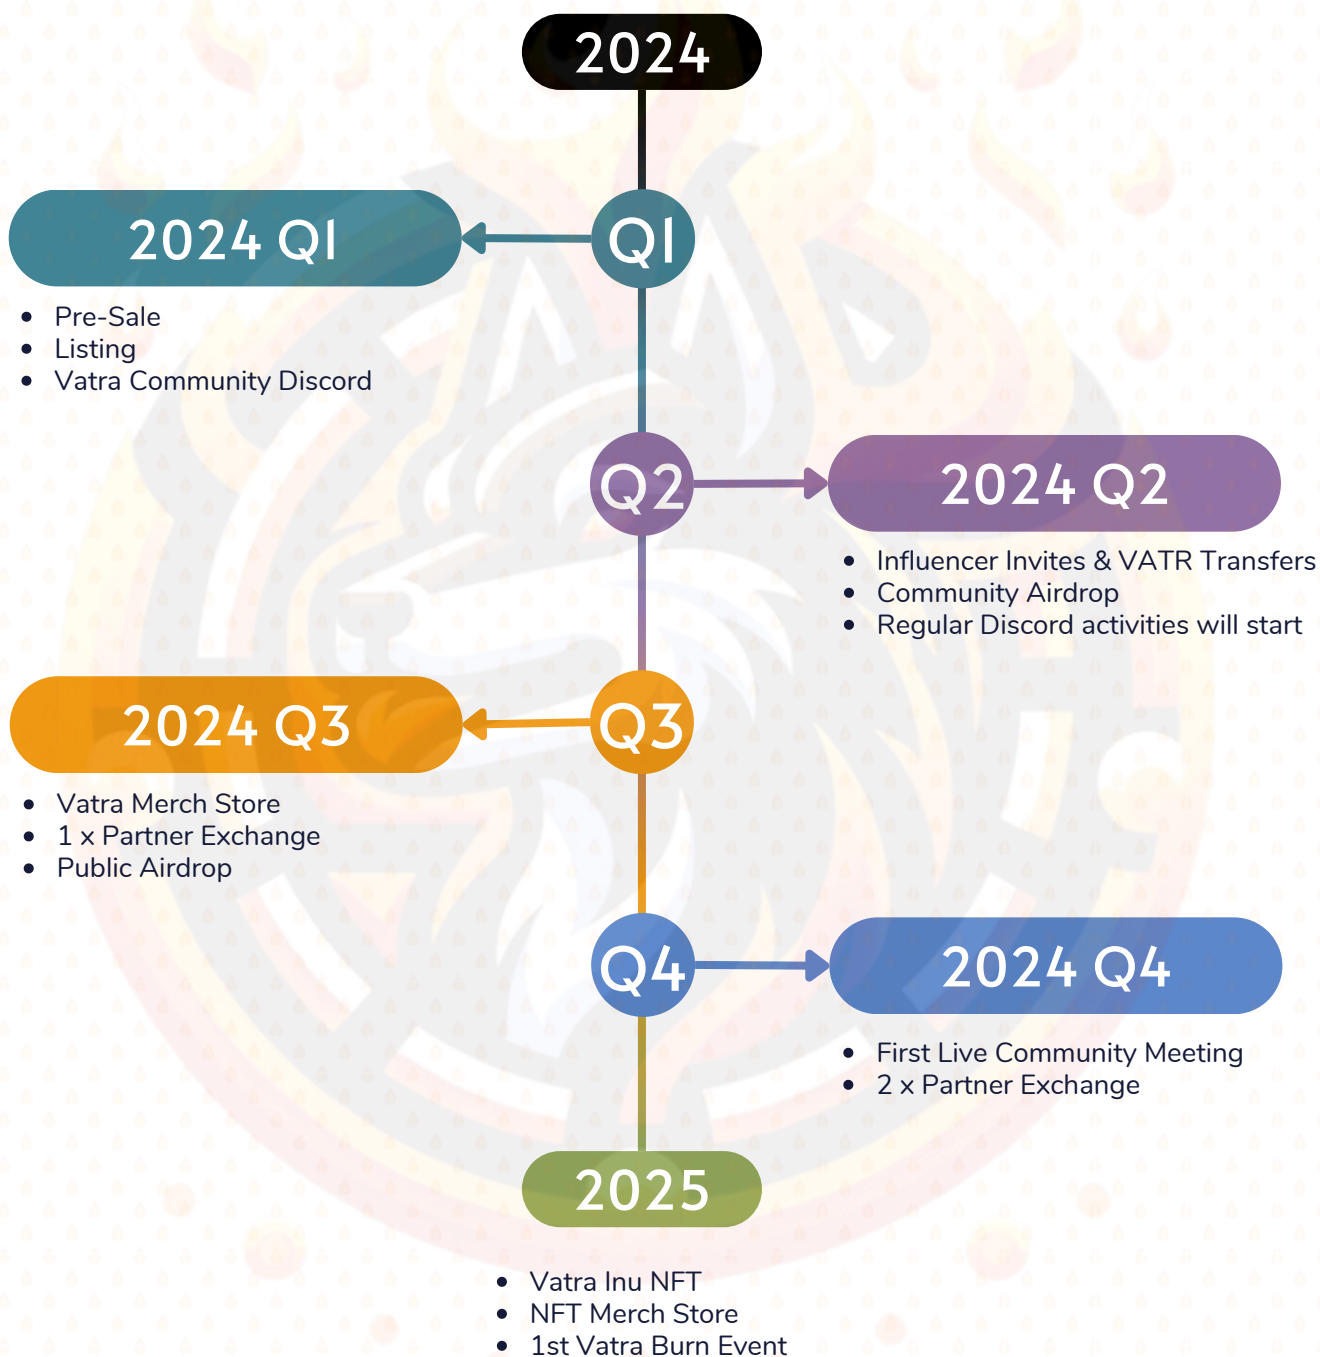 2024
2024 Q1
Q1
• Pre-Sale
• Listing
• Vatra Community Discord
Q2
2024 Q2
• Influencer Invites & VATR Transfers
• Community Airdrop
• Regular Discord activities will start
2024 Q3
Q3
• Vatra Merch Store
• 1 x Partner Exchange
• Public Airdrop
Q4
2024 Q4
• First Live Community Meeting
• 2 x Partner Exchange
2025
• Vatra Inu NFT
• NFT Merch Store
• 1st Vatra Burn Event